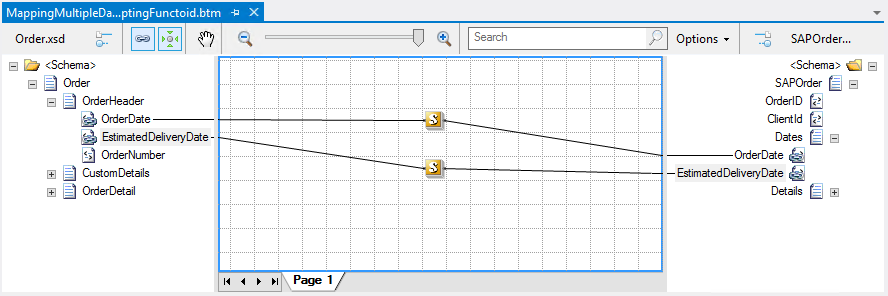 MappingMultipleDa...ptingFunctoid.btm
Order.xsd
Search
Options
SAPOrder...
<Schema>
Order
OrderHeader
OrderDate
EstimatedDeliveryDate
OrderNumber
CustomDetails
OrderDetail
<Schema>
SAPOrder
OrderID
ClientId
Dates
OrderDate
EstimatedDeliveryDate
Details
Page 1